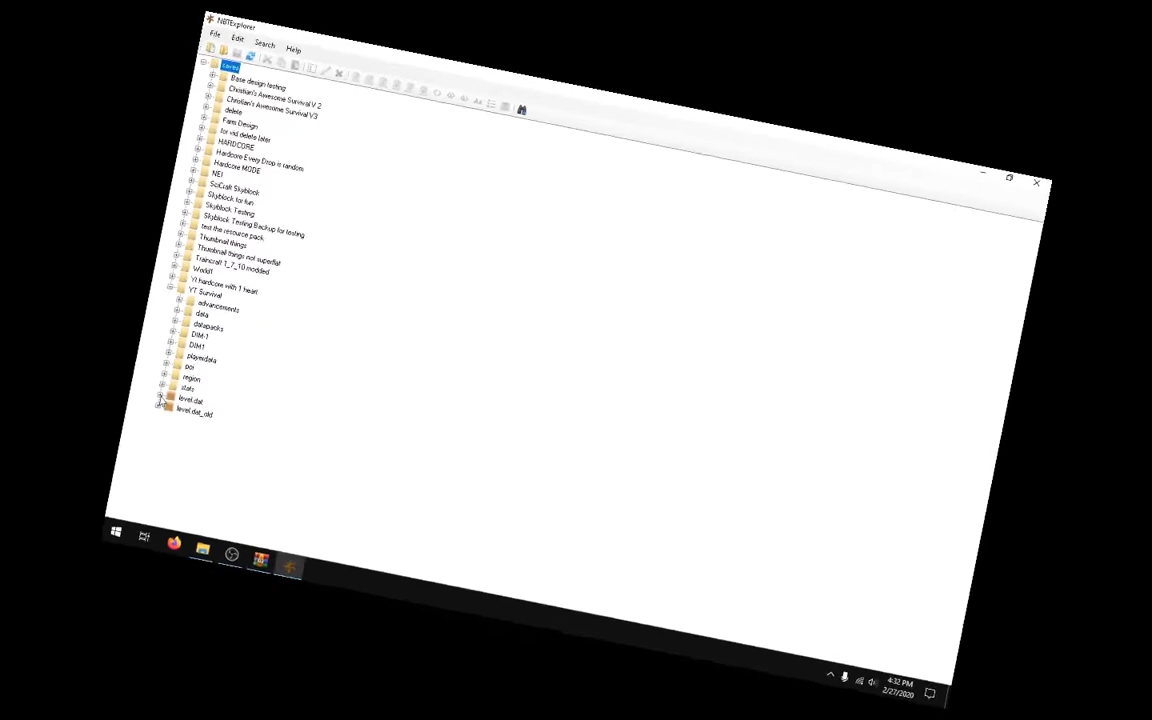 NBTExplorer
File Edit Search Help
saves
Base design testing
Christian's Awesome Survival V 2
Christian's Awesome Survival V3
delete
Farm Design
for vid delete later
HARDCORE
Hardcore Every Drop is random
Hardcore MODE
NEI
SciCraft Skyblock
Skyblock for fun
Skyblock Testing
Skyblock Testing Backup for testing
test the resource pack
Thumbnail things
Thumbnail things not superflat
Traincraft 1_7_10 modded
World1
Yt hardcore with 1 heart
YT Survival
advancements
data
datapacks
DIM-1
DIM1
playerdata
poi
region
stats
level.dat
level.dat_old
4:32 PM
2/27/2020